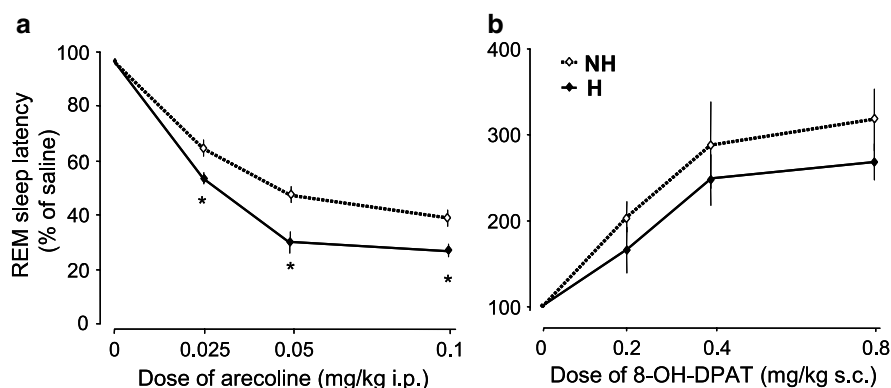 a
REM sleep latency
(% of saline)
100
80
60
40
20
0
*
*
*
0
0.025
0.05
0.1
Dose of arecoline (mg/kg i.p.)
b
NH
H
400
300
200
100
0
0.2
0.4
0.8
Dose of 8-OH-DPAT (mg/kg s.c.)